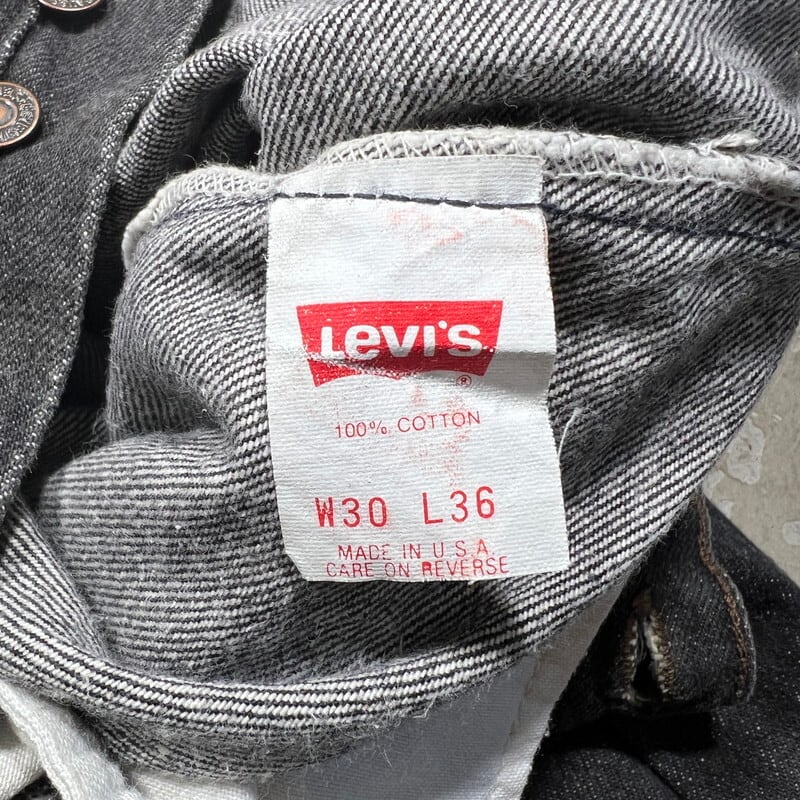 Levi's ®
100% COTTON
W30 L36
MADE IN U.S.A.
CARE ON REVERSE